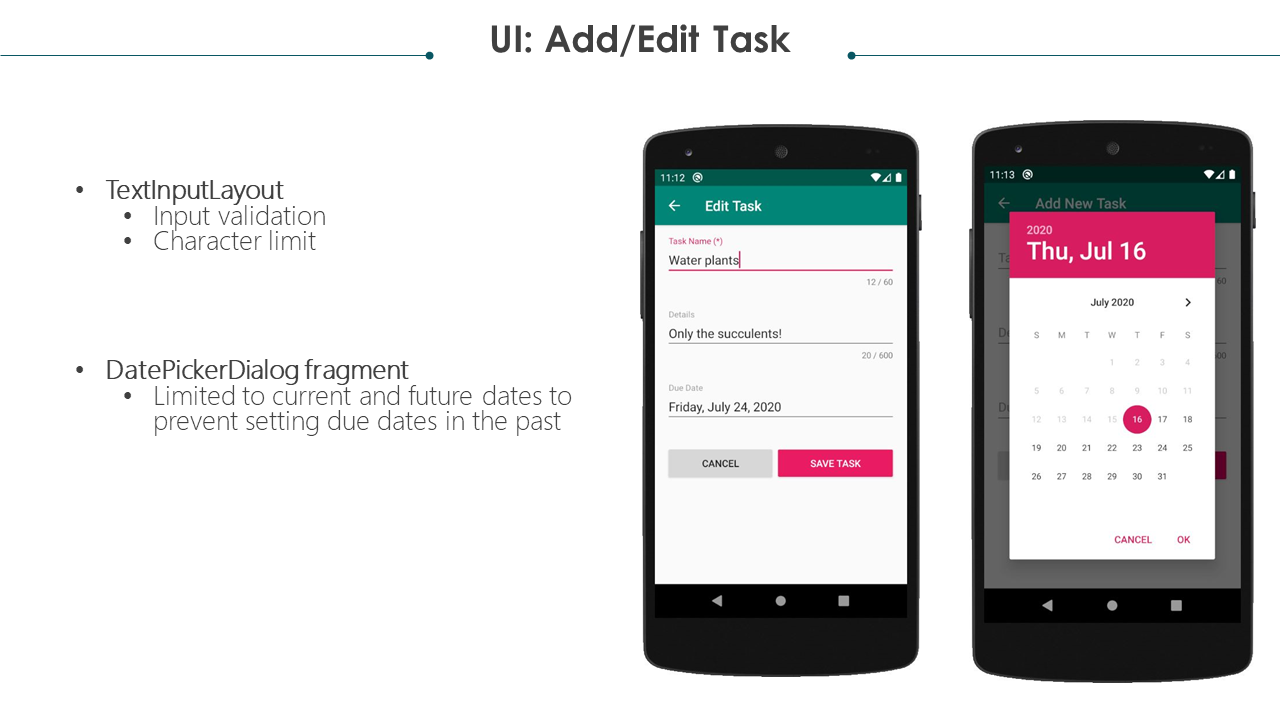 UI: Add/Edit Task
• TextInputLayout
• Input validation
• Character limit
• DatePickerDialog fragment
• Limited to current and future dates to
prevent setting due dates in the past
11:12
Edit Task
Task Name (*)
Water plants
12 / 60
Details
Only the succulents!
20 / 600
Due Date
Friday, July 24, 2020
CANCEL SAVE TASK
11:13
Add New Task
2020
Thu, Jul 16
July 2020
S M T W T F S
1 2 3 4
5 6 7 8 9 10 11
12 13 14 15 16 17 18
19 20 21 22 23 24 25
26 27 28 29 30 31
CANCEL OK